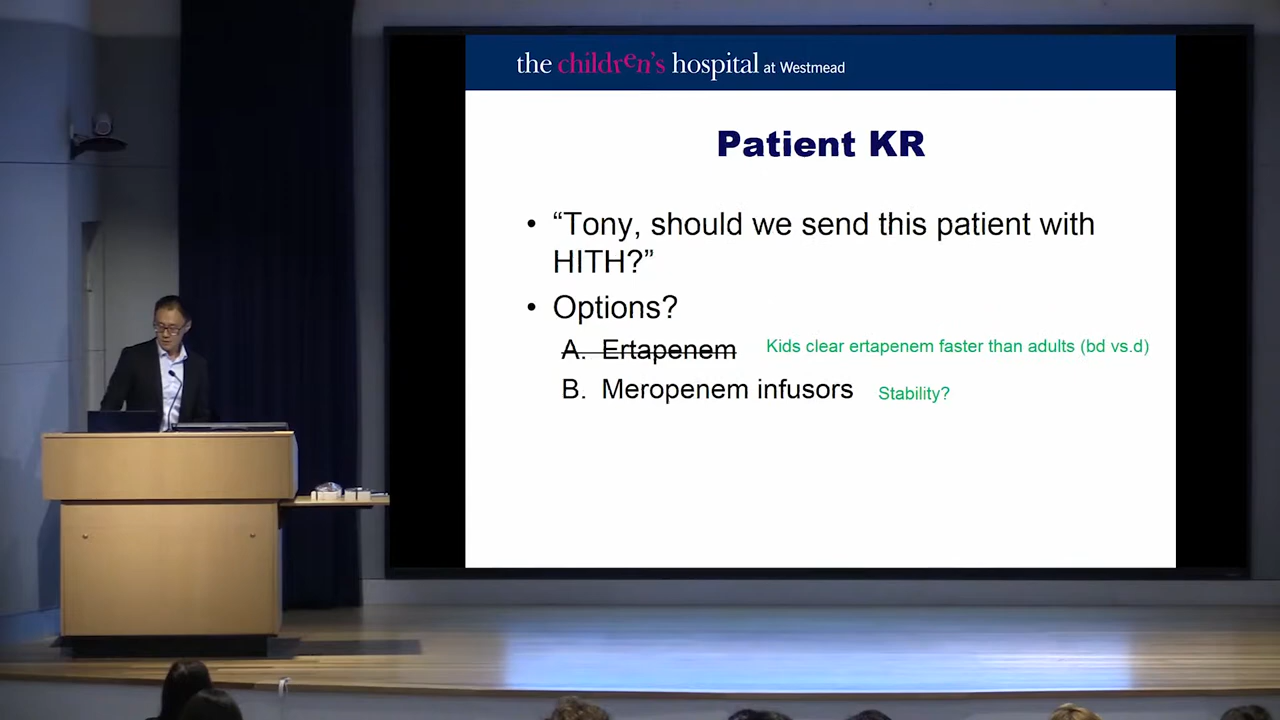 the children's hospital at Westmead
Patient KR
• “Tony, should we send this patient with
HITH?”
• Options?
A. Ertapenem Kids clear ertapenem faster than adults (bd vs.d)
B. Meropenem infusors Stability?